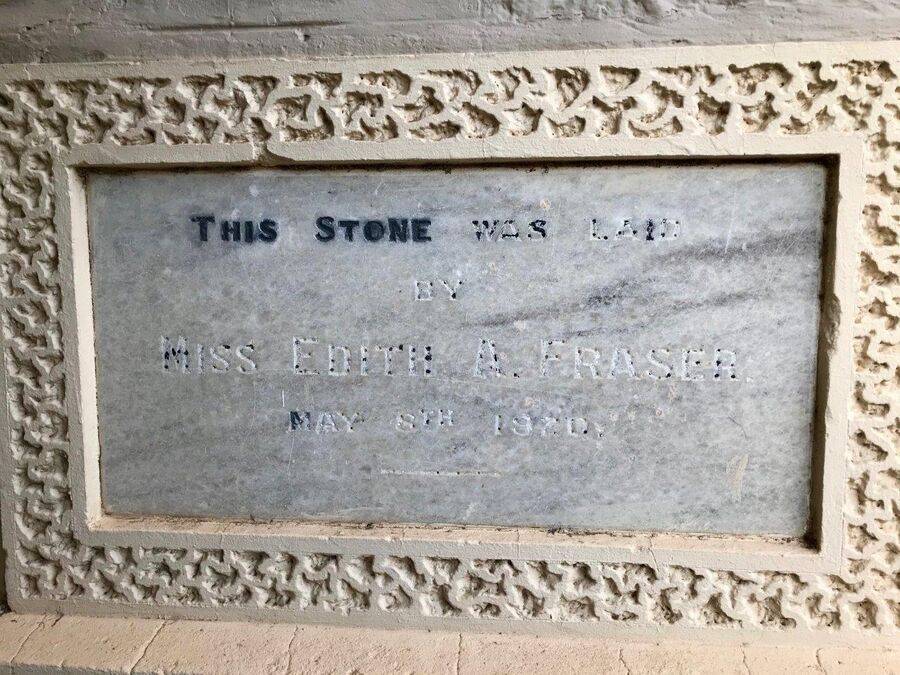 THIS STONE WAS LAID
BY
MISS EDITH A. FRASER.
MAY 8TH 1920.